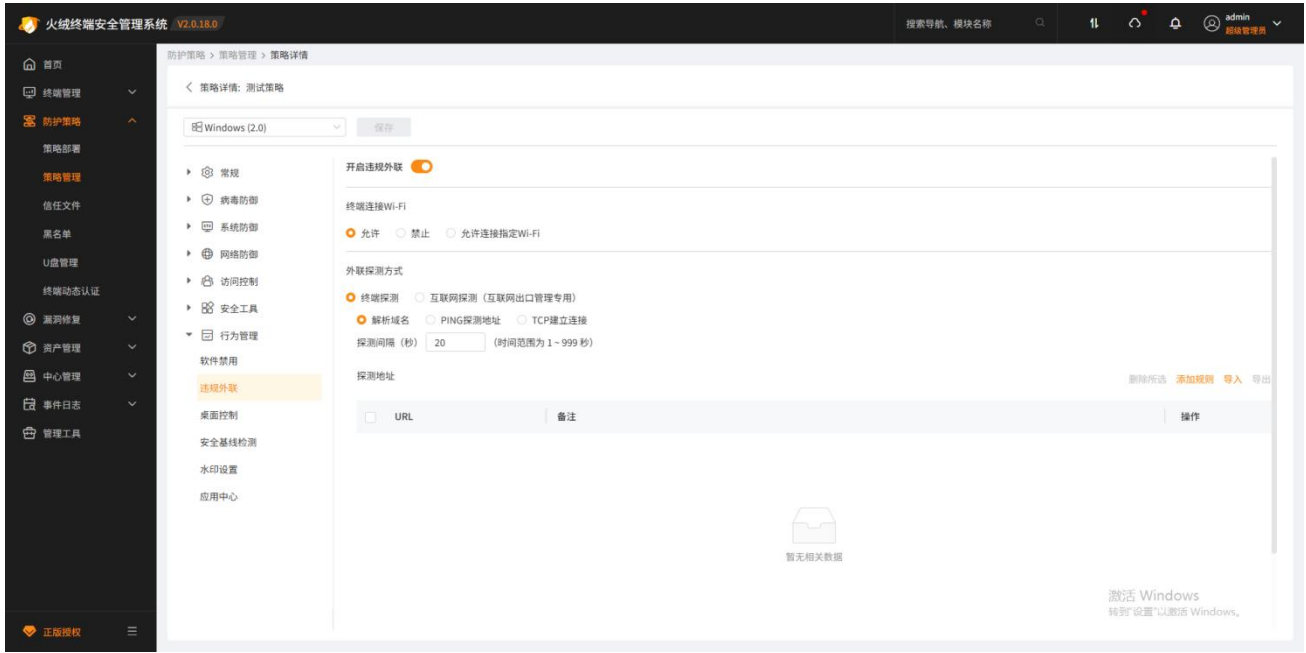 火绒终端安全管理系统 V2.0.18.0
搜索导航、模块名称
admin
超级管理员
首页
终端管理
防护策略
策略部署
策略管理
信任文件
黑名单
U盘管理
终端动态认证
漏洞修复
资产管理
中心管理
事件日志
管理工具
正版授权
防护策略 > 策略管理 > 策略详情
策略详情: 测试策略
Windows (2.0)
保存
常规
病毒防御
系统防御
网络防御
访问控制
安全工具
行为管理
软件禁用
违规外联
桌面控制
安全基线检测
水印设置
应用中心
开启违规外联
终端连接Wi-Fi
允许 禁止 允许连接指定Wi-Fi
外联探测方式
终端探测 互联网探测（互联网出口管理专用）
解析域名 PING探测地址 TCP建立连接
探测间隔（秒） 20 （时间范围为 1 ~ 999 秒）
探测地址
删除所选 添加规则 导入 导出
URL 备注 操作
暂无相关数据
激活 Windows
转到"设置"以激活 Windows。